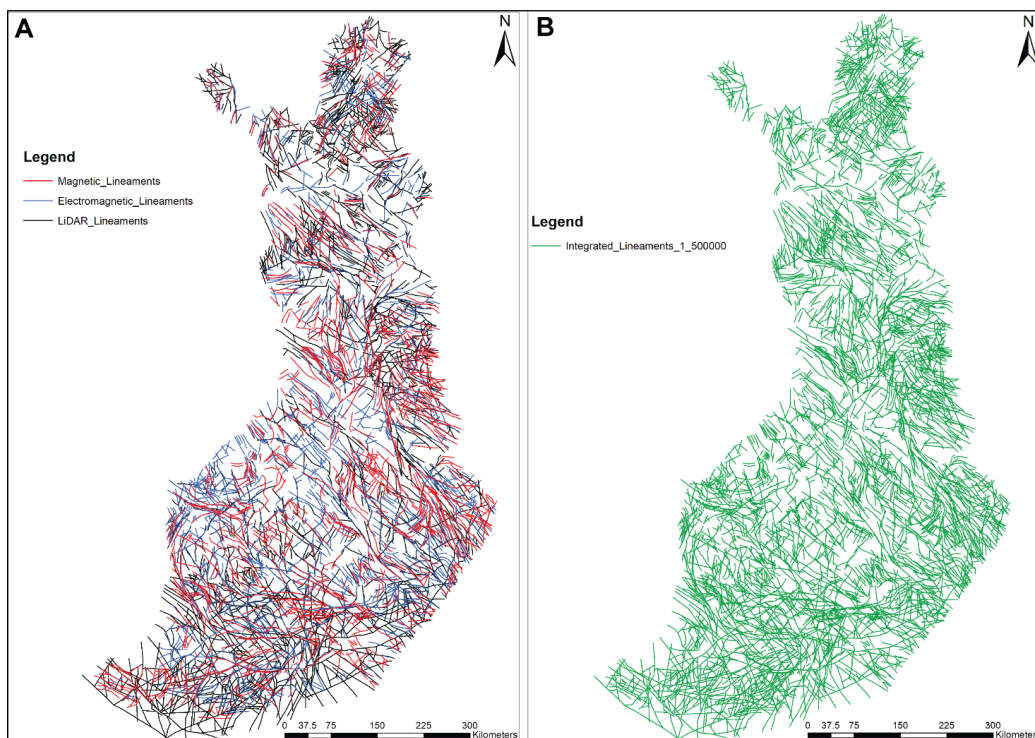 A
N
Legend
Magnetic_Lineaments
Electromagnetic_Lineaments
LiDAR_Lineaments
0 37.5 75 150 225 300
Kilometers
B
N
Legend
Integrated_Lineaments_1_500000
0 37.5 75 150 225 300
Kilometers